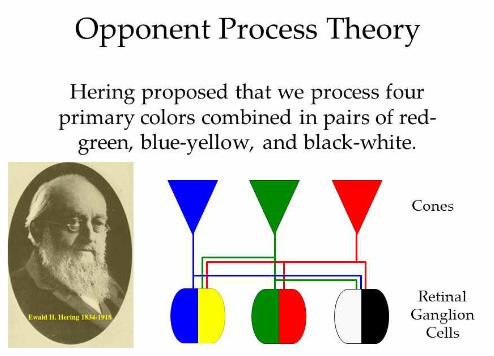 Opponent Process Theory
Hering proposed that we process four
primary colors combined in pairs of red-
green, blue-yellow, and black-white.
Cones
Ewald H. Hering 1834-1918
Retinal
Ganglion
Cells